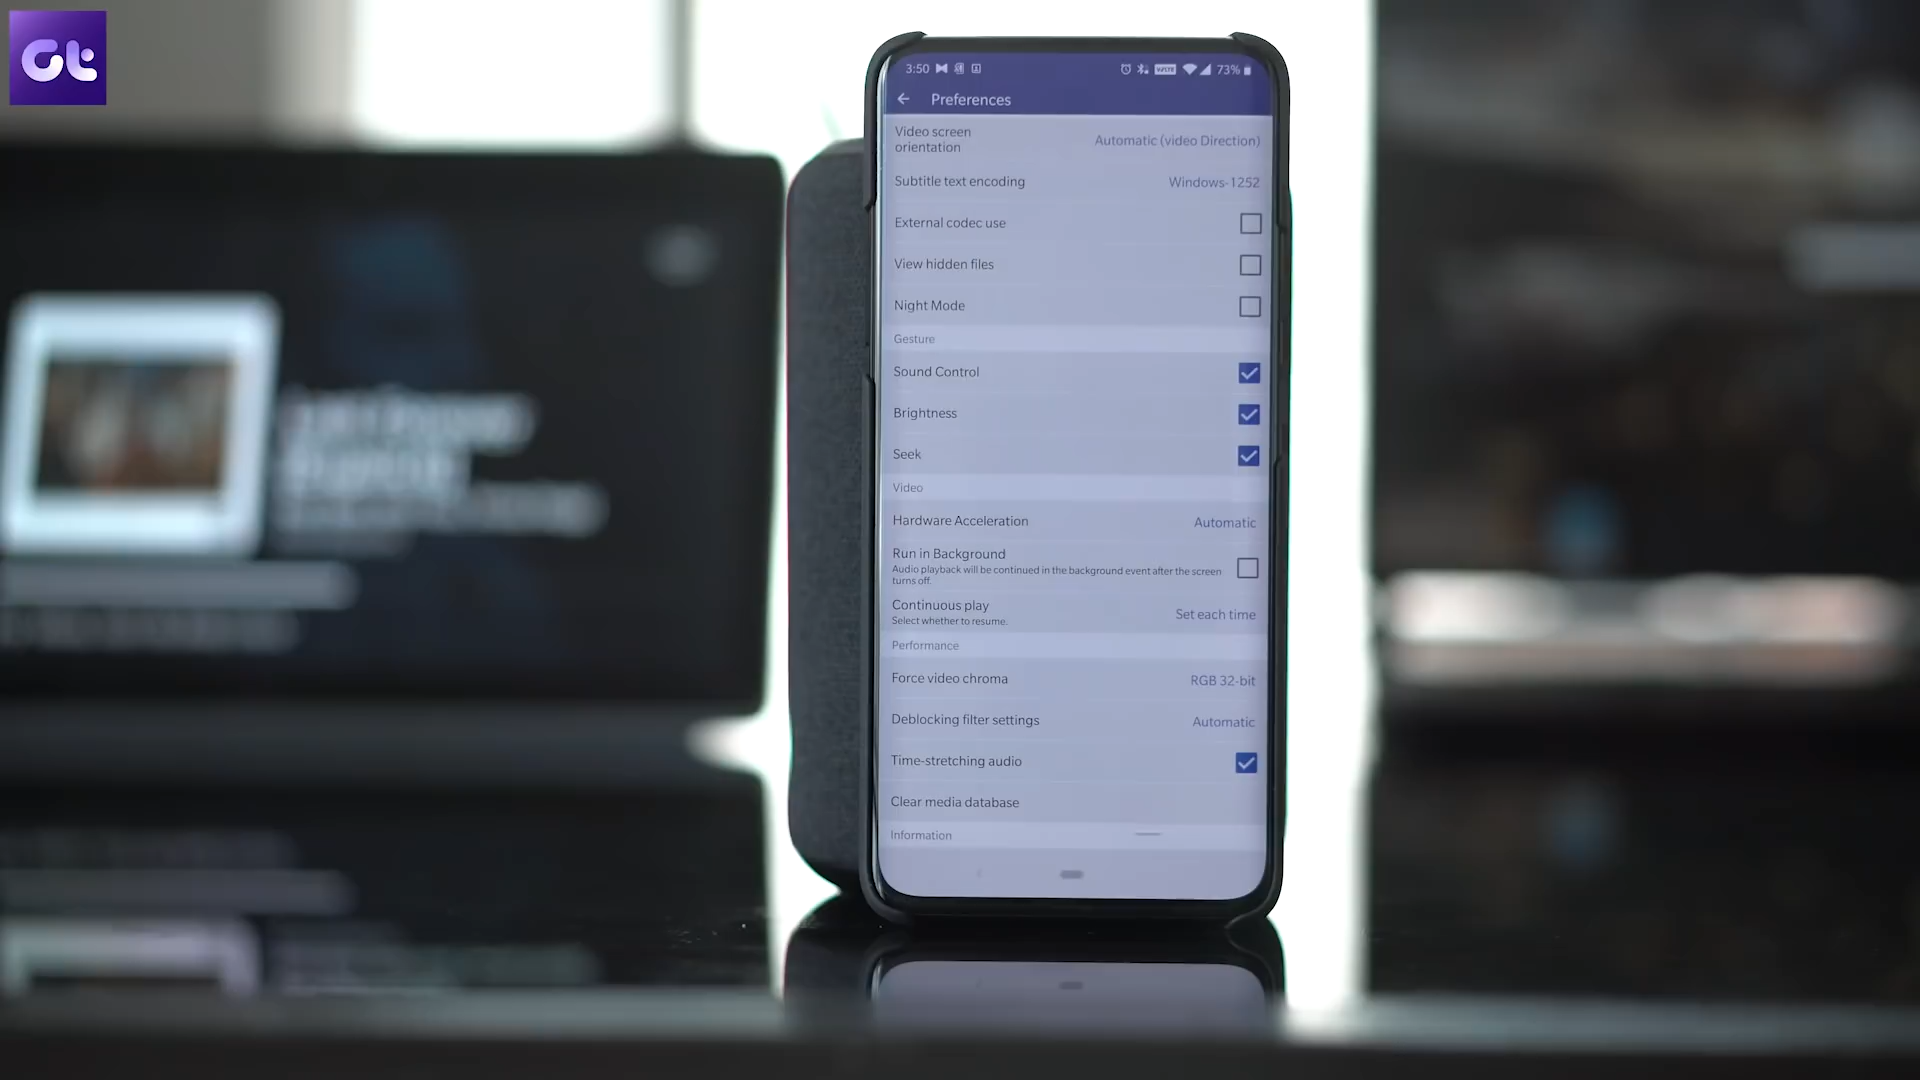 Gt
3:50
VoLTE
73%
Preferences
Video screen
orientation
Automatic (video Direction)
Subtitle text encoding
Windows-1252
External codec use
View hidden files
Night Mode
Gesture
Sound Control
Brightness
Seek
Video
Hardware Acceleration
Automatic
Run in Background
Audio playback will be continued in the background event after the screen
turns off.
Continuous play
Set each time
Select whether to resume.
Performance
Force video chroma
RGB 32-bit
Deblocking filter settings
Automatic
Time-stretching audio
Clear media database
Information